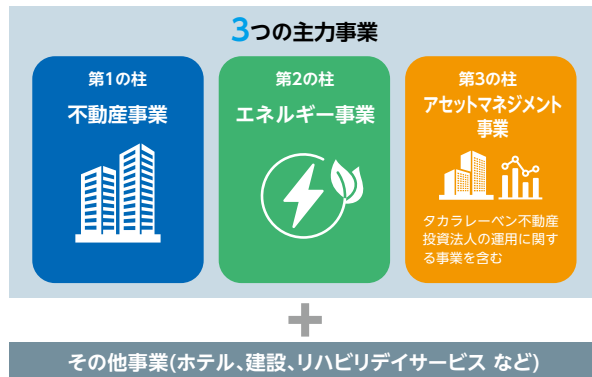 3つの主力事業
第1の柱
不動産事業
第2の柱
エネルギー事業
第3の柱
アセットマネジメント
事業
タカラレーベン不動産
投資法人の運用に関す
る事業を含む
+
その他事業(ホテル、建設、リハビリデイサービス など)